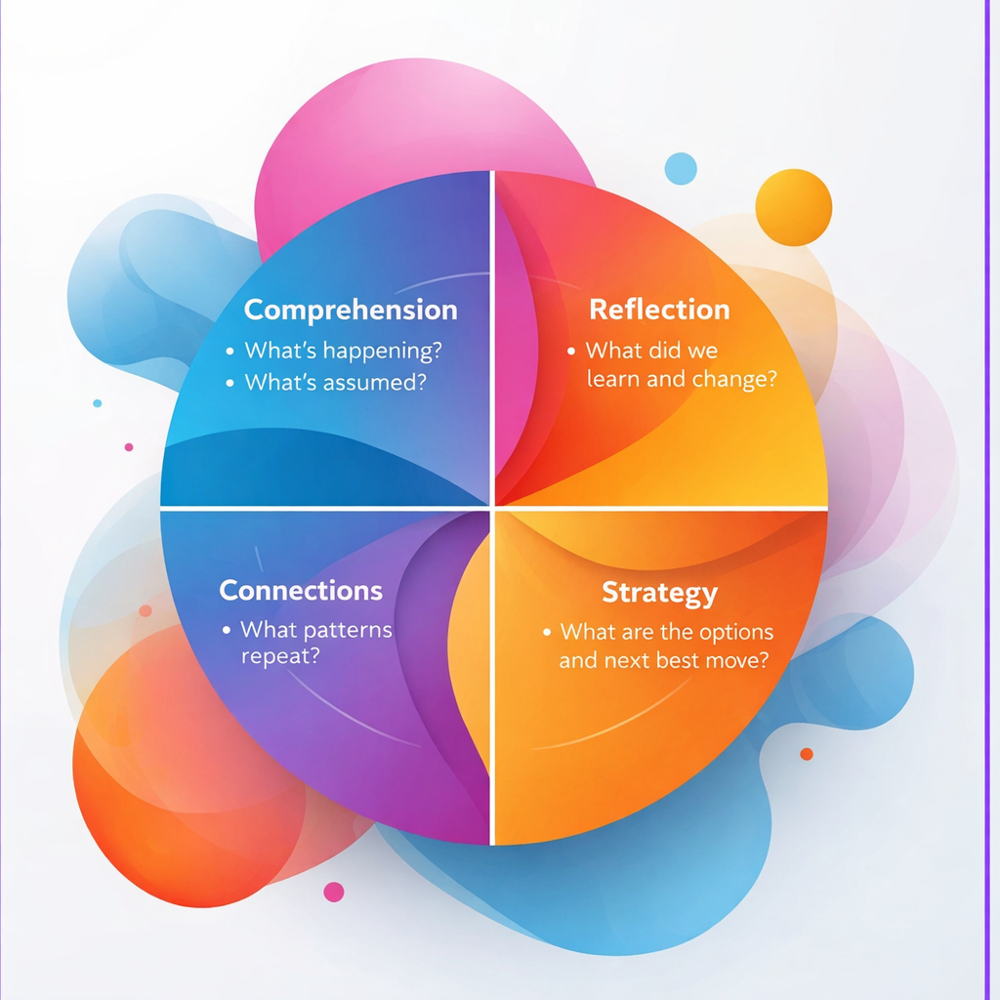 Comprehension
• What's happening?
• What's assumed?
Reflection
• What did we
learn and change?
Connections
• What patterns
repeat?
Strategy
• What are the options
and next best move?